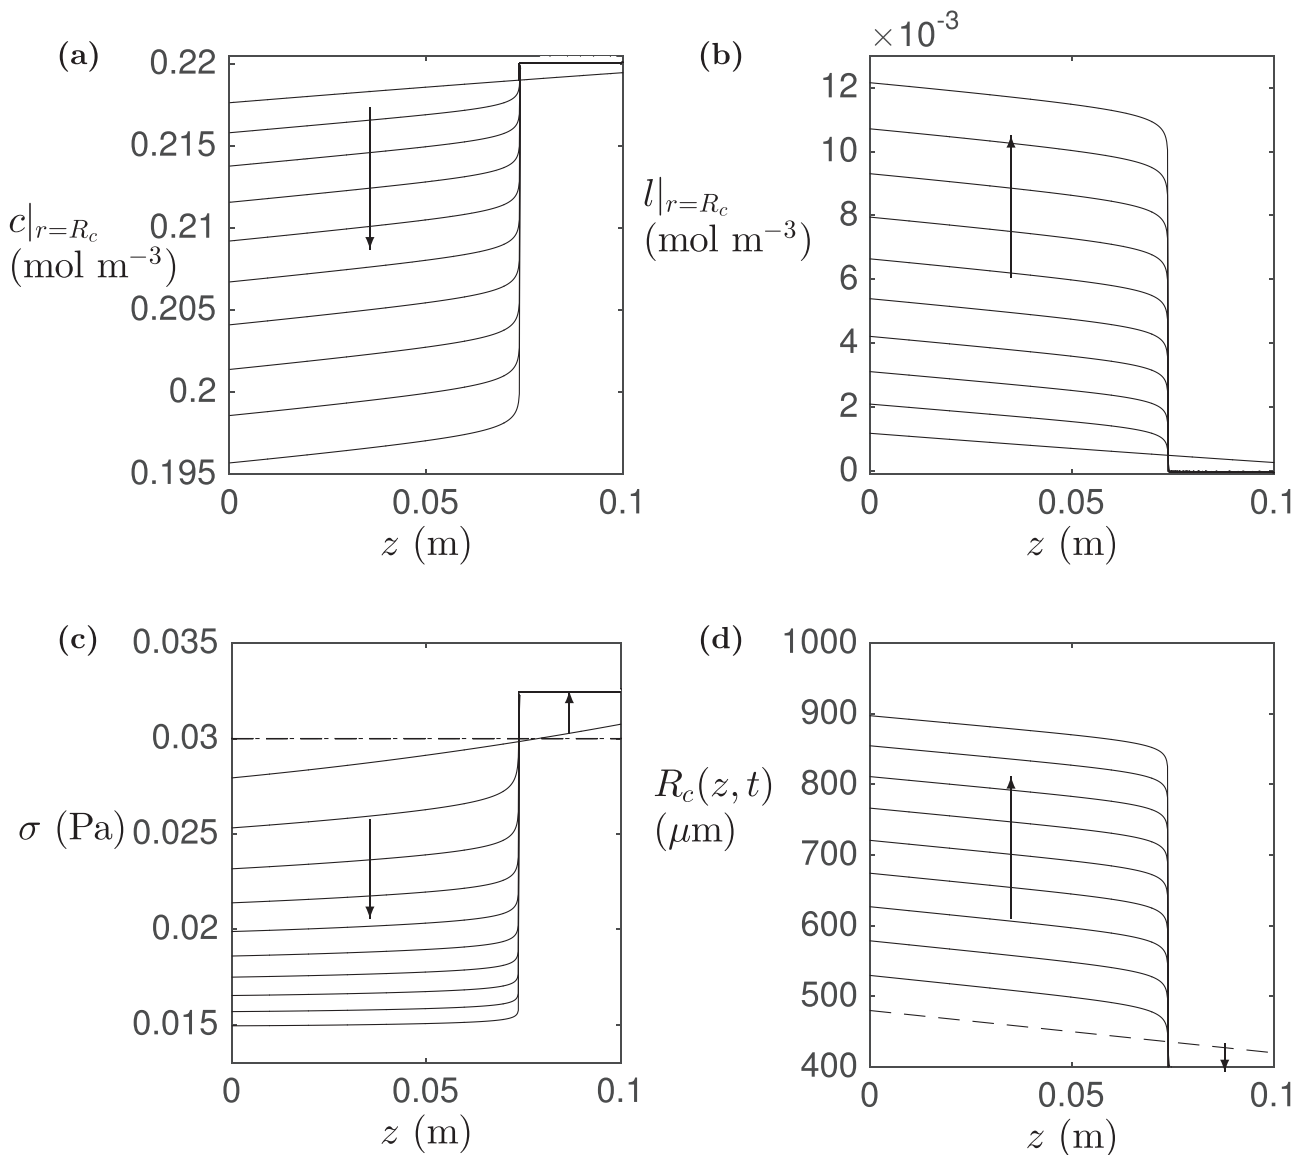 (a)
0.22
0.215
0.21
0.205
0.2
0.195
c|r=Rc
(mol m−3)
0 0.05 0.1
z (m)
(b)
×10-3
12
10
8
6
4
2
0
l|r=Rc
(mol m−3)
0 0.05 0.1
z (m)
(c)
0.035
0.03
0.025
0.02
0.015
σ (Pa)
0 0.05 0.1
z (m)
(d)
1000
900
800
700
600
500
400
Rc(z, t)
(μm)
0 0.05 0.1
z (m)